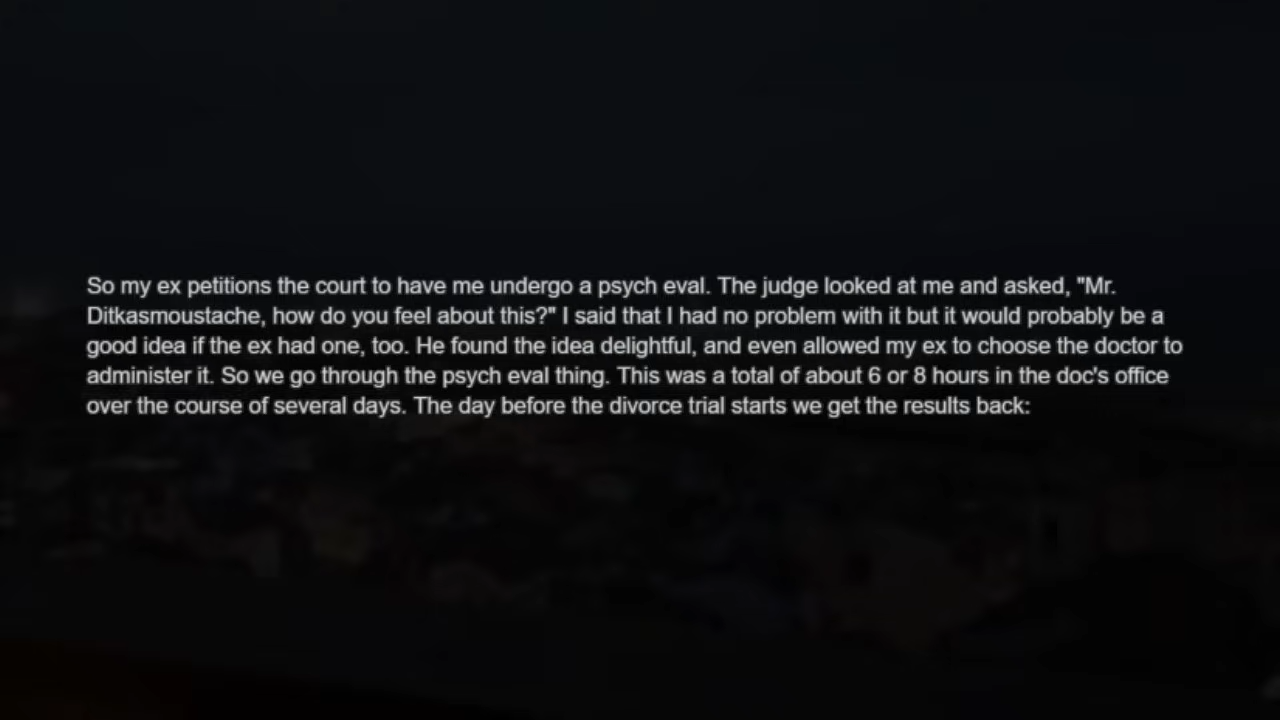 So my ex petitions the court to have me undergo a psych eval. The judge looked at me and asked, "Mr.
Ditkasmoustache, how do you feel about this?" I said that I had no problem with it but it would probably be a
good idea if the ex had one, too. He found the idea delightful, and even allowed my ex to choose the doctor to
administer it. So we go through the psych eval thing. This was a total of about 6 or 8 hours in the doc's office
over the course of several days. The day before the divorce trial starts we get the results back: